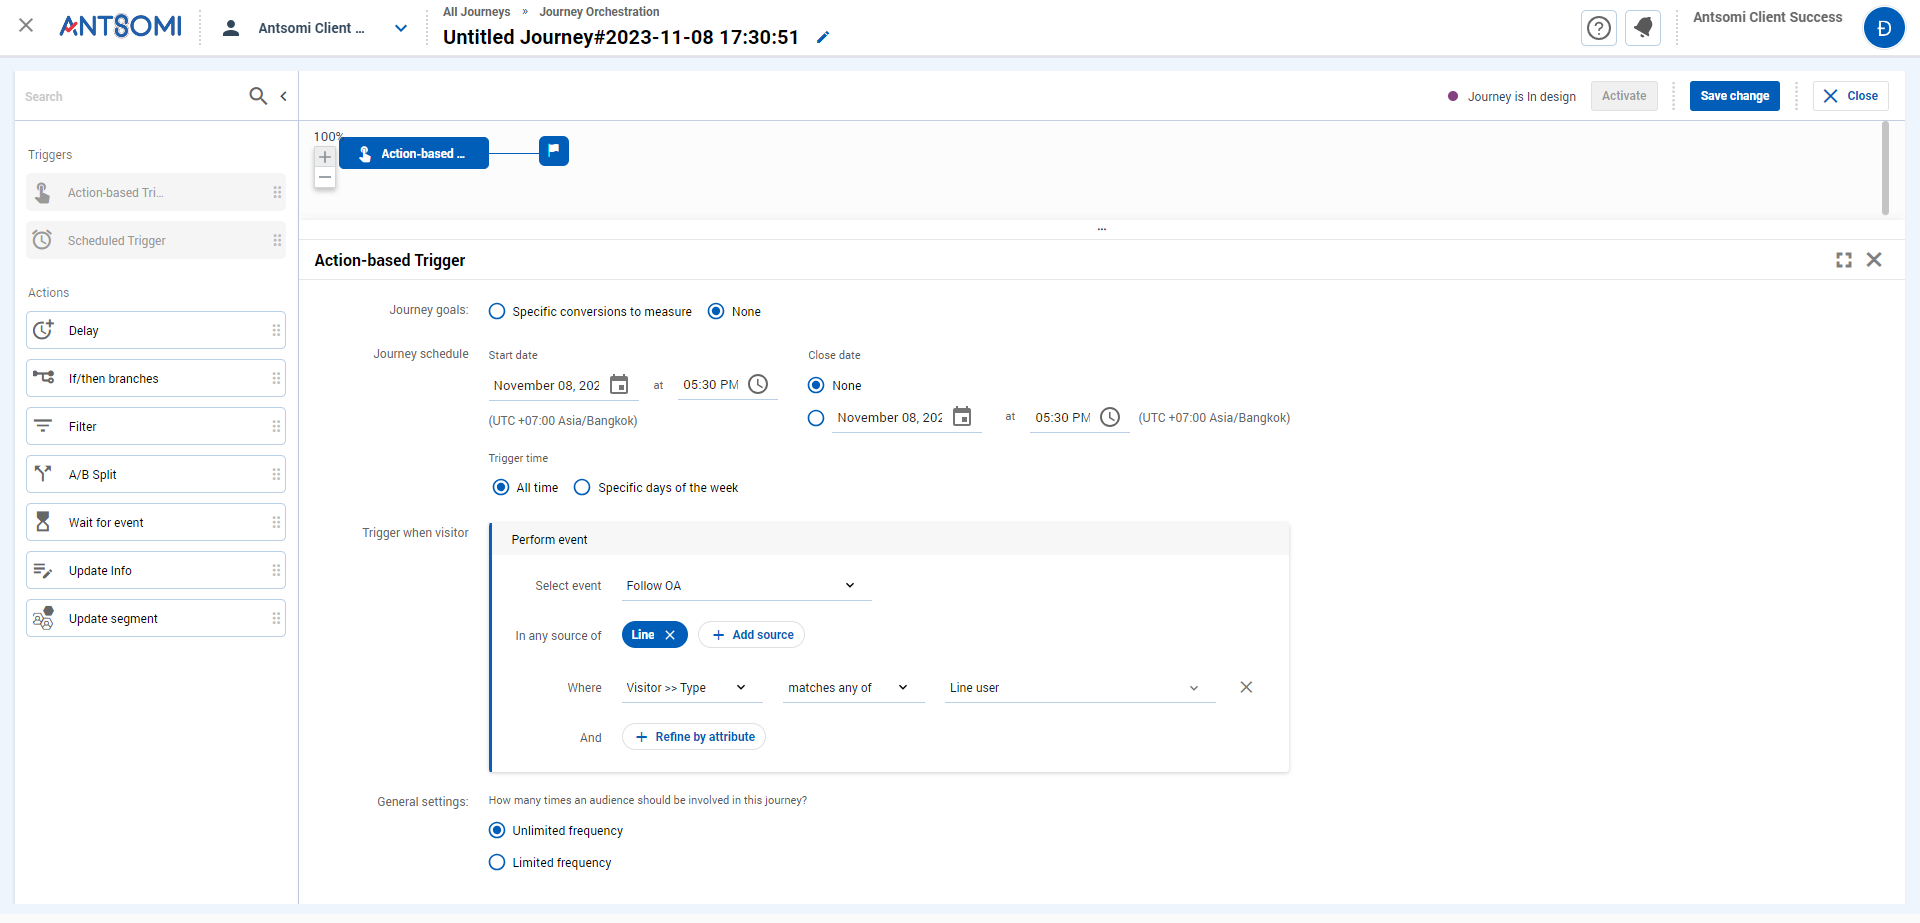 ANTSOMI
Antsomi Client ...
All Journeys » Journey Orchestration
Untitled Journey#2023-11-08 17:30:51
Antsomi Client Success
Đ
Search
Journey is In design
Activate
Save change
Close
Triggers
Action-based Tri...
Scheduled Trigger
Actions
Delay
If/then branches
Filter
A/B Split
Wait for event
Update Info
Update segment
100%
Action-based ...
...
Action-based Trigger
Journey goals: Specific conversions to measure None
Journey schedule Start date Close date
November 08, 202 at 05:30 PM None
(UTC +07:00 Asia/Bangkok) November 08, 202 at 05:30 PM (UTC +07:00 Asia/Bangkok)
Trigger time
All time Specific days of the week
Trigger when visitor Perform event
Select event Follow OA
In any source of Line Add source
Where Visitor >> Type matches any of Line user
And Refine by attribute
General settings: How many times an audience should be involved in this journey?
Unlimited frequency
Limited frequency